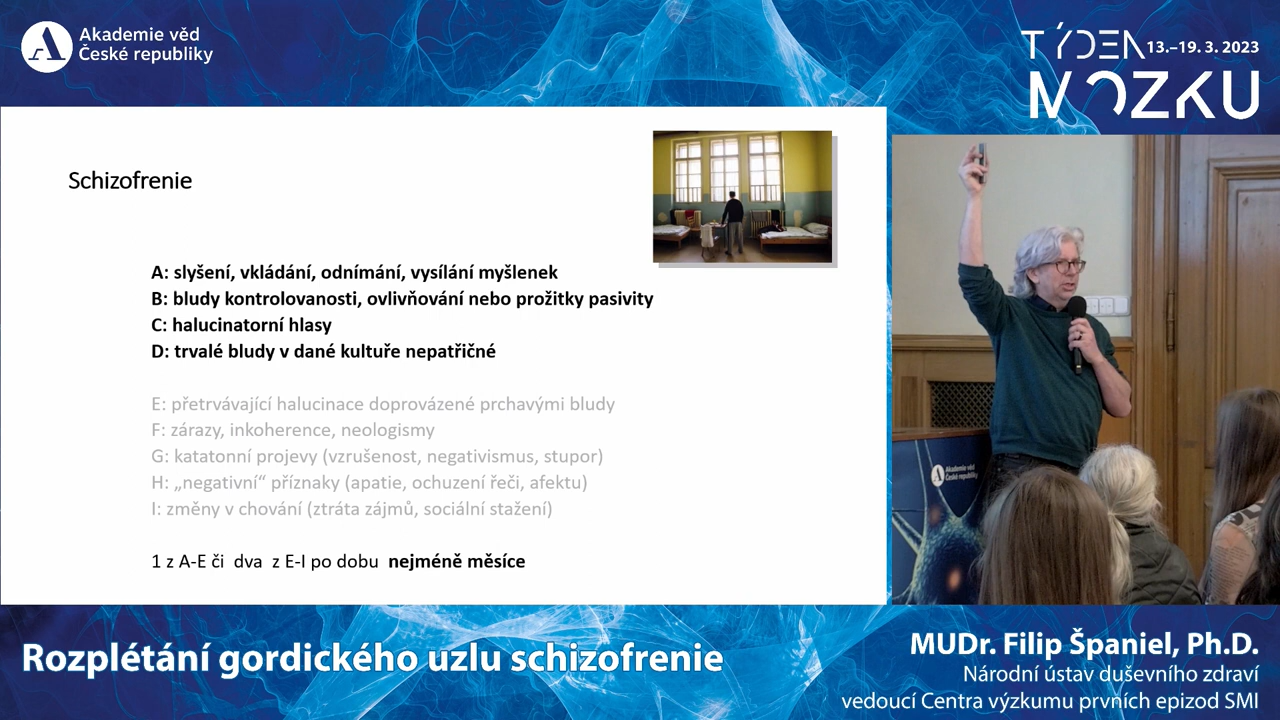 Akademie věd
České republiky
TÝDEN 13.–19. 3. 2023
MOZKU
Schizofrenie
A: slyšení, vkládání, odnímání, vysílání myšlenek
B: bludy kontrolovanosti, ovlivňování nebo prožitky pasivity
C: halucinatorní hlasy
D: trvalé bludy v dané kultuře nepatřičné
E: přetrvávající halucinace doprovázené prchavými bludy
F: zárazy, inkoherence, neologismy
G: katatonní projevy (vzrušenost, negativismus, stupor)
H: „negativní“ příznaky (apatie, ochuzení řeči, afektu)
I: změny v chování (ztráta zájmů, sociální stažení)
1 z A-E či dva z E-I po dobu nejméně měsíce
Akademie věd
České republiky
Rozplétání gordického uzlu schizofrenie
MUDr. Filip Španiel, Ph.D.
Národní ústav duševního zdraví
vedoucí Centra výzkumu prvních epizod SMI